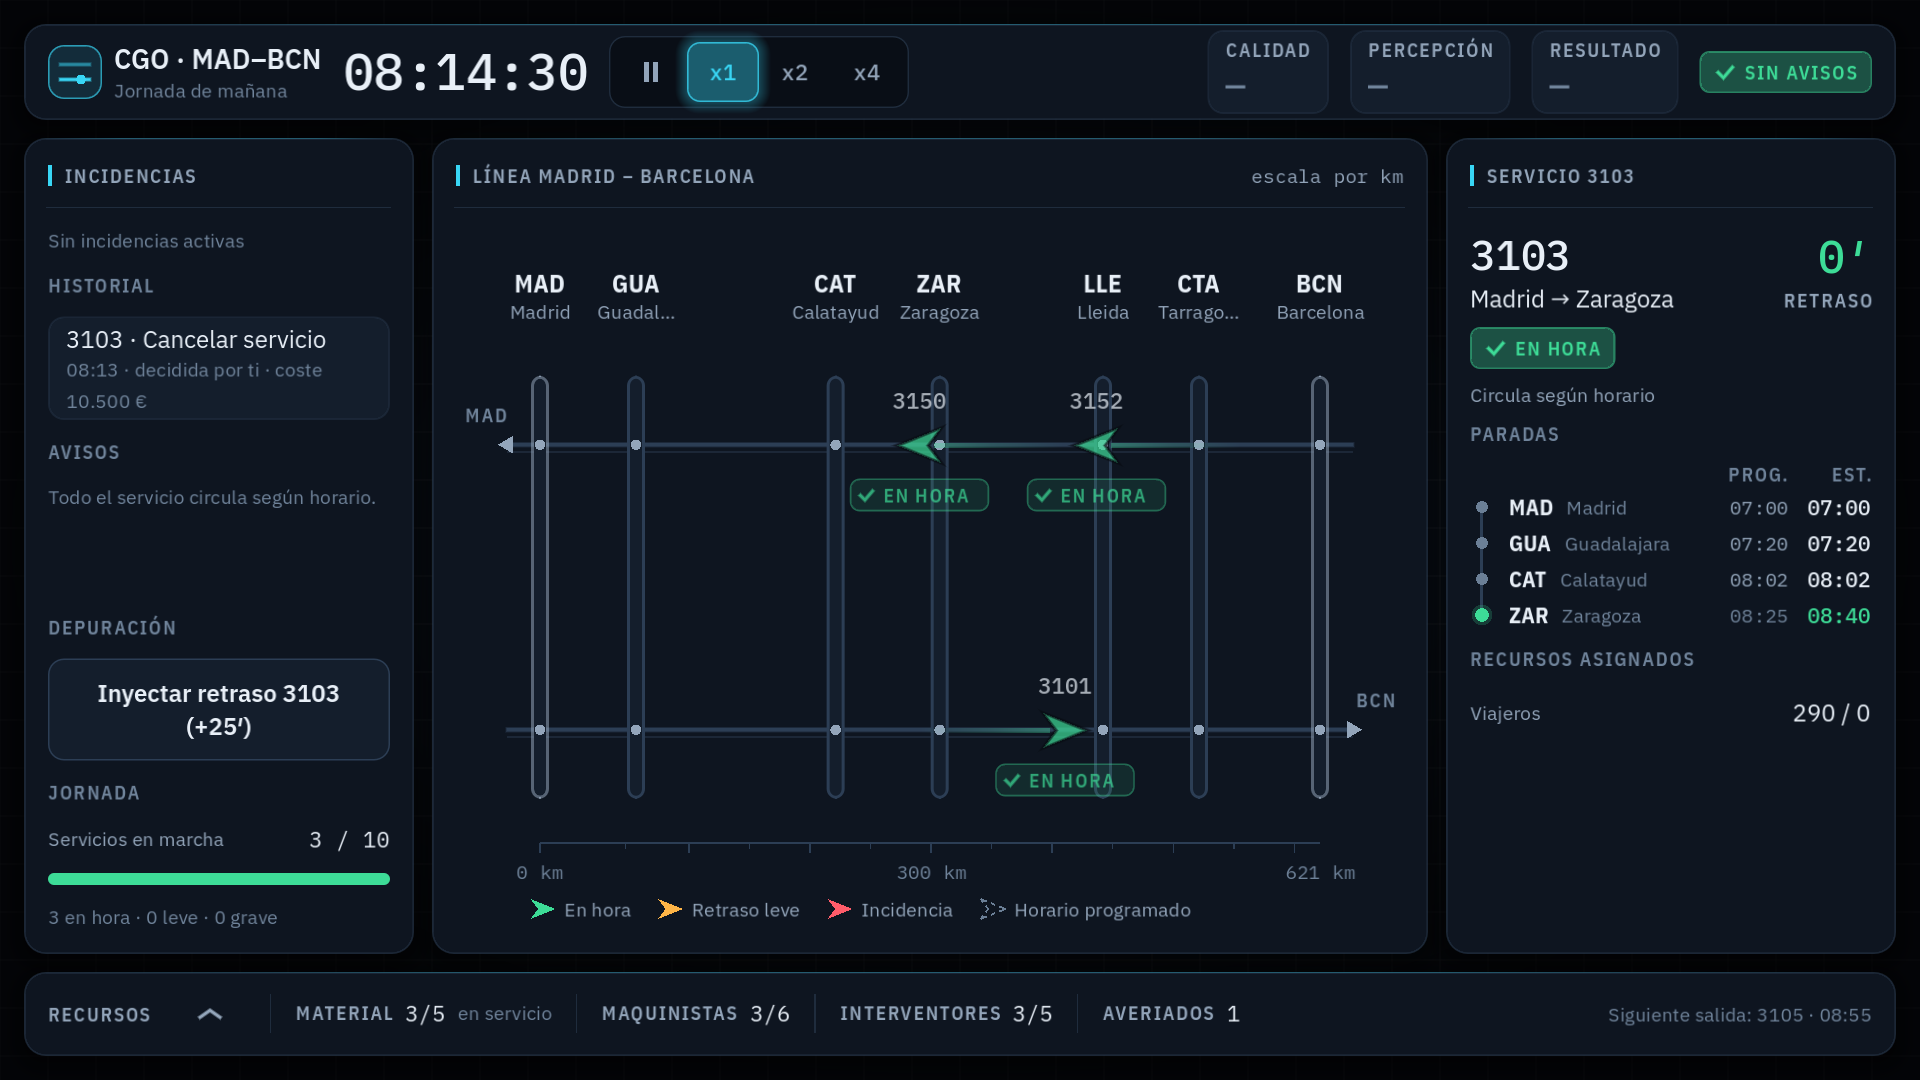 CGO · MAD–BCN
Jornada de mañana
08:14:30
x1
x2
x4
CALIDAD
—
PERCEPCIÓN
—
RESULTADO
—
SIN AVISOS
INCIDENCIAS
Sin incidencias activas
HISTORIAL
3103 · Cancelar servicio
08:13 · decidida por ti · coste
10.500 €
AVISOS
Todo el servicio circula según horario.
DEPURACIÓN
Inyectar retraso 3103
(+25′)
JORNADA
Servicios en marcha 3 / 10
3 en hora · 0 leve · 0 grave
LÍNEA MADRID – BARCELONA
escala por km
MAD GUA CAT ZAR LLE CTA BCN
Madrid Guadal... Calatayud Zaragoza Lleida Tarrago... Barcelona
3150 3152
MAD
EN HORA EN HORA
3101
BCN
EN HORA
0 km 300 km 621 km
En hora Retraso leve Incidencia Horario programado
SERVICIO 3103
3103 0′
Madrid → Zaragoza RETRASO
EN HORA
Circula según horario
PARADAS
PROG. EST.
MAD Madrid 07:00 07:00
GUA Guadalajara 07:20 07:20
CAT Calatayud 08:02 08:02
ZAR Zaragoza 08:25 08:40
RECURSOS ASIGNADOS
Viajeros 290 / 0
RECURSOS
MATERIAL 3/5 en servicio
MAQUINISTAS 3/6
INTERVENTORES 3/5
AVERIADOS 1
Siguiente salida: 3105 · 08:55